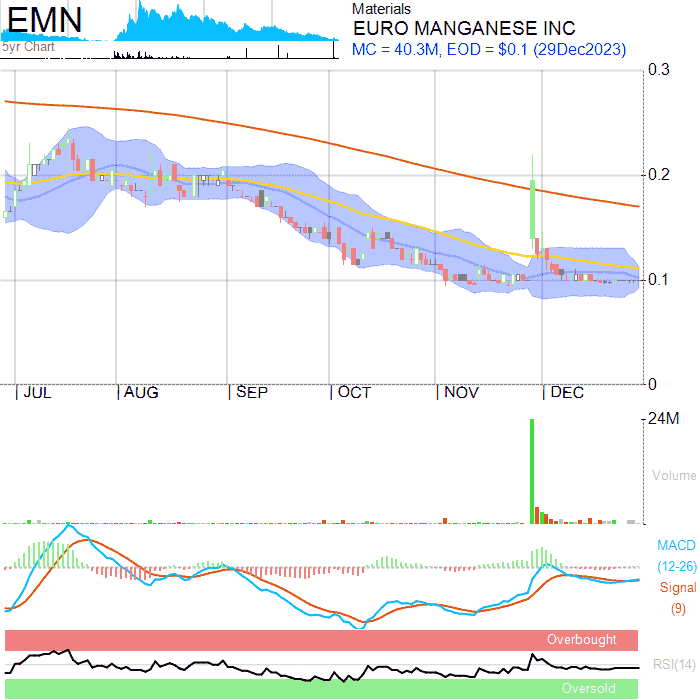 EMN
5yr Chart
Materials
EURO MANGANESE INC
MC = 40.3M, EOD = $0.1 (29Dec2023)
0.3
0.2
0.1
0
JUL AUG SEP OCT NOV DEC
24M
Volume
MACD
(12-26)
Signal
(9)
Overbought
RSI(14)
Oversold